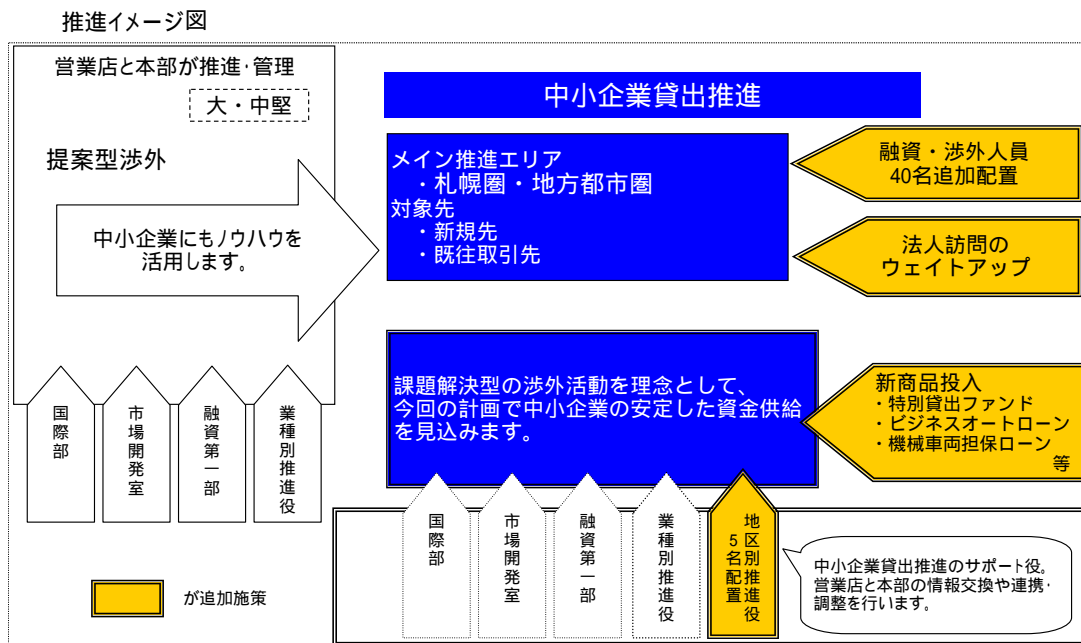 推進イメージ図
営業店と本部が推進・管理
大・中堅
提案型渉外
中小企業にもノウハウを
活用します。
国際部
市場開発室
融資第一部
業種別推進役
中小企業貸出推進
メイン推進エリア
・札幌圏・地方都市圏
対象先
・新規先
・既往取引先
融資・渉外人員
40名追加配置
法人訪問の
ウェイトアップ
課題解決型の渉外活動を理念として、
今回の計画で中小企業の安定した資金供給
を見込みます。
新商品投入
・特別貸出ファンド
・ビジネスオートローン
・機械車両担保ローン
等
国際部
市場開発室
融資第一部
業種別推進役
地区別推進役
5名配置
中小企業貸出推進のサポート役。
営業店と本部の情報交換や連携・
調整を行います。
が追加施策